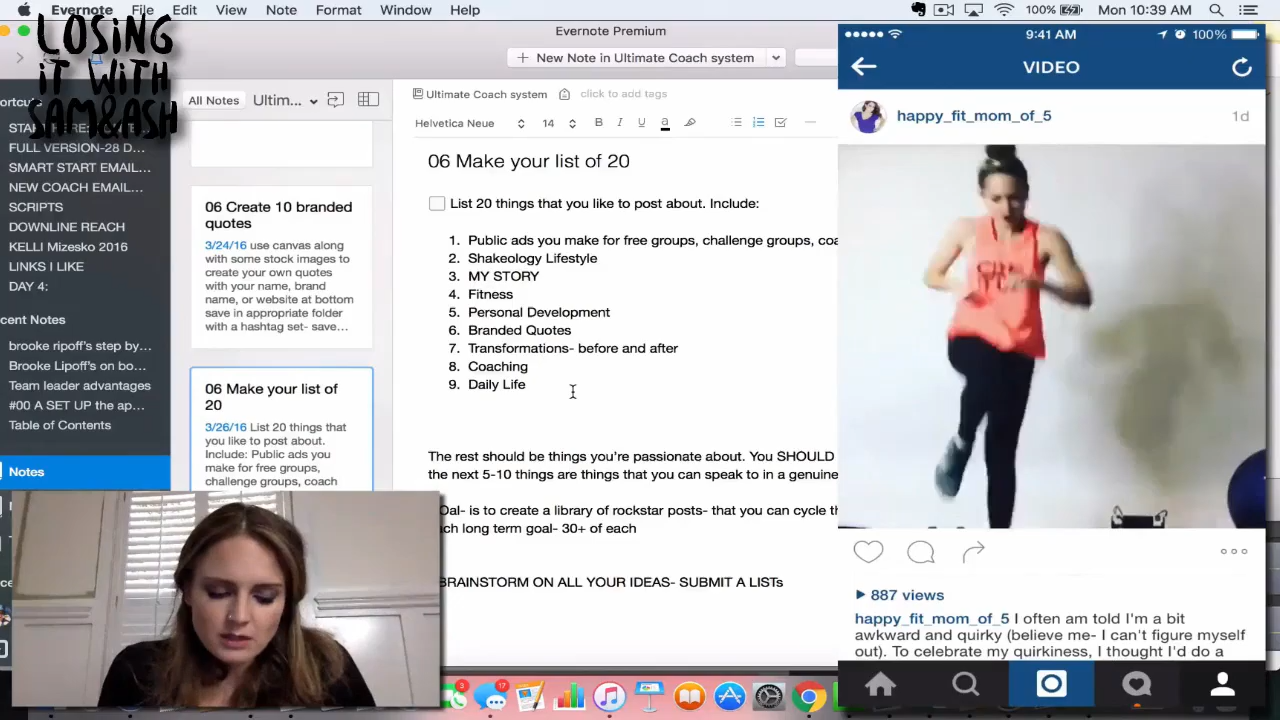 Evernote File Edit View Note Format Window Help
100% Mon 10:39 AM
LOSING
iT WITH
SAM&ASH
Evernote Premium
+ New Note in Ultimate Coach system
All Notes Ultim...
START HERE:
FULL VERSION-28 D...
SMART START EMAIL...
NEW COACH EMAIL...
SCRIPTS
DOWNLINE REACH
KELLI Mizesko 2016
LINKS I LIKE
DAY 4:
cent Notes
brooke ripoff's step by...
Brooke Lipoff's on bo...
Team leader advantages
#00 A SET UP the ap...
Table of Contents
Notes
06 Create 10 branded
quotes
3/24/16 use canvas along
with some stock images to
create your own quotes
with your name, brand
name, or website at bottom
save in appropriate folder
with a hashtag set- save...
06 Make your list of
20
3/26/16 List 20 things that
you like to post about.
Include: Public ads you
make for free groups,
challenge groups, coach
Ultimate Coach system click to add tags
Helvetica Neue 14 B I U a
06 Make your list of 20
List 20 things that you like to post about. Include:
1. Public ads you make for free groups, challenge groups, coa
2. Shakeology Lifestyle
3. MY STORY
4. Fitness
5. Personal Development
6. Branded Quotes
7. Transformations- before and after
8. Coaching
9. Daily Life
The rest should be things you're passionate about. You SHOULD
the next 5-10 things are things that you can speak to in a genuine
Oal- is to create a library of rockstar posts- that you can cycle th
ach long term goal- 30+ of each
BRAINSTORM ON ALL YOUR IDEAS- SUBMIT A LISTs
3
17
9:41 AM 100%
VIDEO
happy_fit_mom_of_5 1d
887 views
happy_fit_mom_of_5 I often am told I'm a bit
awkward and quirky (believe me- I can't figure myself
out). To celebrate my quirkiness, I thought I'd do a